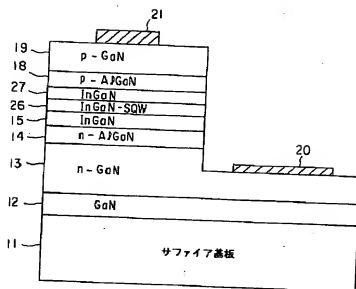 21
19
p-GaN
18
p-AlGaN
27
InGaN
26
InGaN-SQW
15
InGaN
14
n-AlGaN
13
n-GaN
20
12
GaN
11
サファイア基板